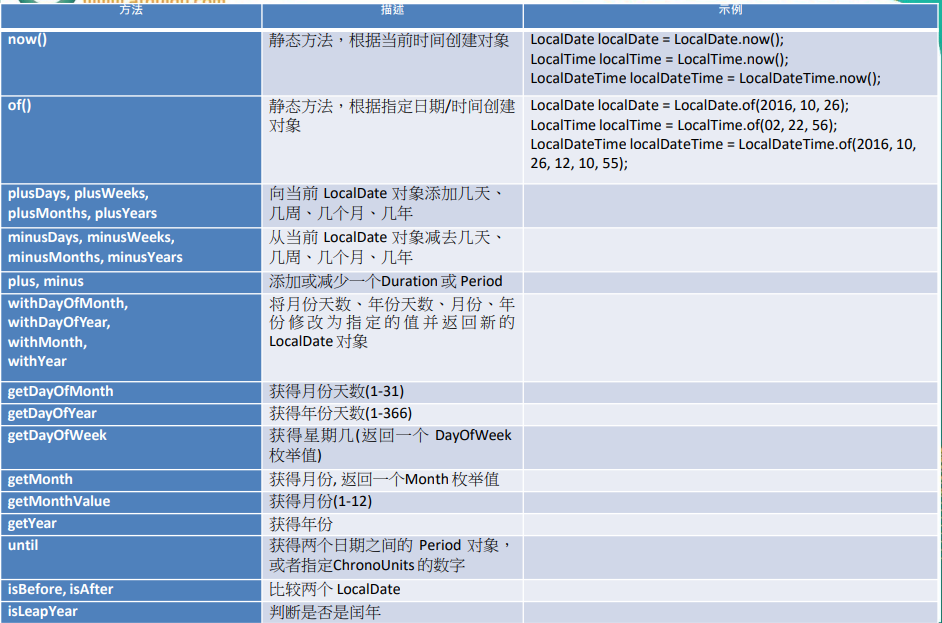 方法
描述
示例
now()
静态方法，根据当前时间创建对象
LocalDate localDate = LocalDate.now();
LocalTime localTime = LocalTime.now();
LocalDateTime localDateTime = LocalDateTime.now();
of()
静态方法，根据指定日期/时间创建
对象
LocalDate localDate = LocalDate.of(2016, 10, 26);
LocalTime localTime = LocalTime.of(02, 22, 56);
LocalDateTime localDateTime = LocalDateTime.of(2016, 10,
26, 12, 10, 55);
plusDays, plusWeeks,
plusMonths, plusYears
向当前 LocalDate 对象添加几天、
几周、几个月、几年
minusDays, minusWeeks,
minusMonths, minusYears
从当前 LocalDate 对象减去几天、
几周、几个月、几年
plus, minus
添加或减少一个Duration 或 Period
withDayOfMonth,
withDayOfYear,
withMonth,
withYear
将月份天数、年份天数、月份、年
份修改为指定的值并返回新的
LocalDate 对象
getDayOfMonth
获得月份天数(1-31)
getDayOfYear
获得年份天数(1-366)
getDayOfWeek
获得星期几(返回一个 DayOfWeek
枚举值)
getMonth
获得月份, 返回一个Month 枚举值
getMonthValue
获得月份(1-12)
getYear
获得年份
until
获得两个日期之间的 Period 对象，
或者指定ChronoUnits 的数字
isBefore, isAfter
比较两个 LocalDate
isLeapYear
判断是否是闰年